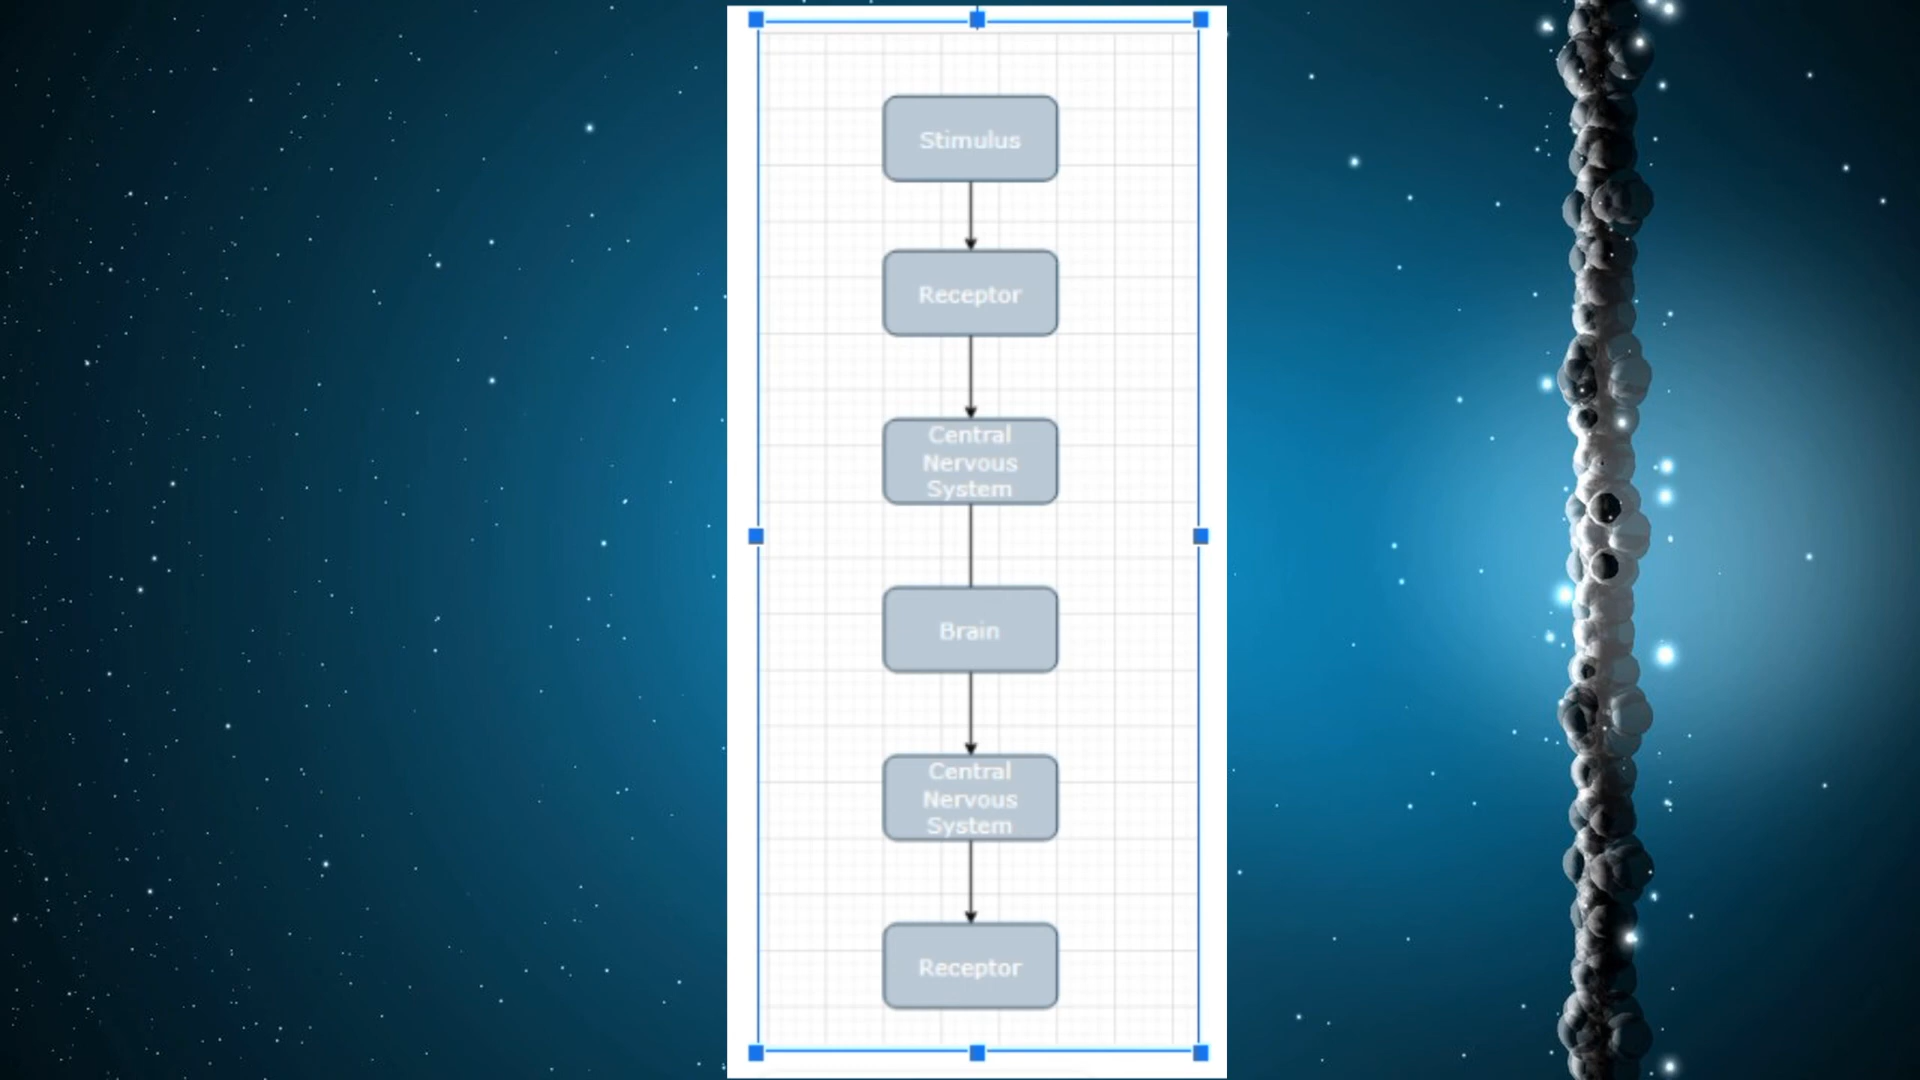 Stimulus
Receptor
Central
Nervous
System
Brain
Central
Nervous
System
Receptor